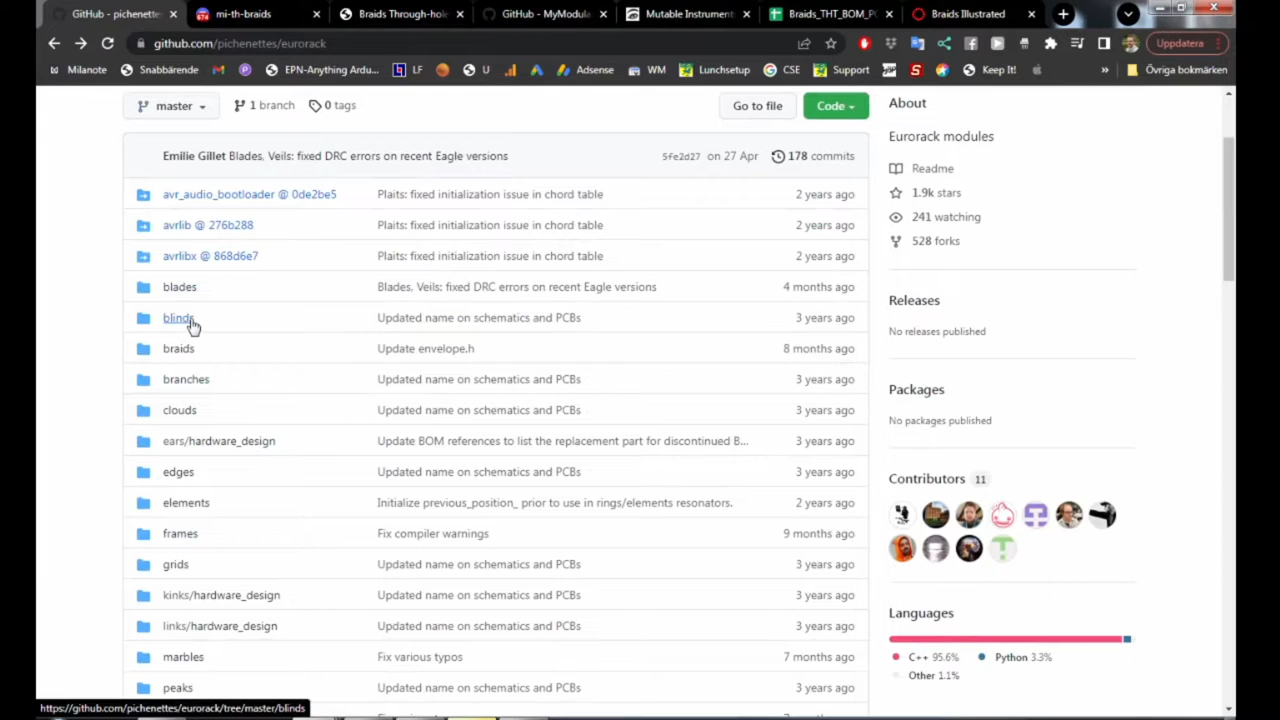 GitHub - pichenettes
mi-th-braids
Braids Through-hol
GitHub - MyModula
Mutable Instrument
Braids_THT_BOM_P
Braids Illustrated
github.com/pichenettes/eurorack
Uppdatera
Milanote
Snabbärende
EPN-Anything Ardu...
LF
U
Adsense
WM
Lunchsetup
CSE
Support
Keep It!
»
Övriga bokmärken
master
1 branch
0 tags
Go to file
Code
Emilie Gillet Blades, Veils: fixed DRC errors on recent Eagle versions
5fe2d27 on 27 Apr
178 commits
avr_audio_bootloader @ 0de2be5 Plaits: fixed initialization issue in chord table 2 years ago
avrlib @ 276b288 Plaits: fixed initialization issue in chord table 2 years ago
avrlibx @ 868d6e7 Plaits: fixed initialization issue in chord table 2 years ago
blades Blades, Veils: fixed DRC errors on recent Eagle versions 4 months ago
blinds Updated name on schematics and PCBs 3 years ago
braids Update envelope.h 8 months ago
branches Updated name on schematics and PCBs 3 years ago
clouds Updated name on schematics and PCBs 3 years ago
ears/hardware_design Update BOM references to list the replacement part for discontinued B... 3 years ago
edges Updated name on schematics and PCBs 3 years ago
elements Initialize previous_position_ prior to use in rings/elements resonators. 2 years ago
frames Fix compiler warnings 9 months ago
grids Updated name on schematics and PCBs 3 years ago
kinks/hardware_design Updated name on schematics and PCBs 3 years ago
links/hardware_design Updated name on schematics and PCBs 3 years ago
marbles Fix various typos 7 months ago
peaks Updated name on schematics and PCBs 3 years ago
About
Eurorack modules
Readme
1.9k stars
241 watching
528 forks
Releases
No releases published
Packages
No packages published
Contributors 11
Languages
C++ 95.6%
Python 3.3%
Other 1.1%
https://github.com/pichenettes/eurorack/tree/master/blinds